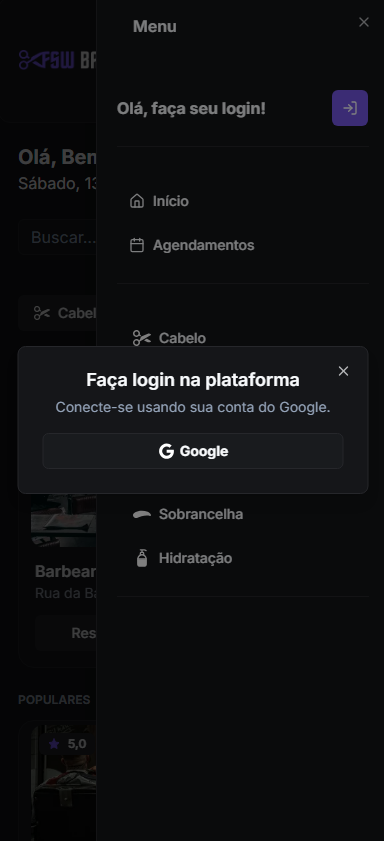 Menu
FSW BA
Olá, faça seu login!
Olá, Ben
Sábado, 13
Início
Buscar...
Agendamentos
Cabel
Cabelo
Faça login na plataforma
Conecte-se usando sua conta do Google.
Google
Sobrancelha
Hidratação
Barbear
Rua da Ba
Res
POPULARES
5,0